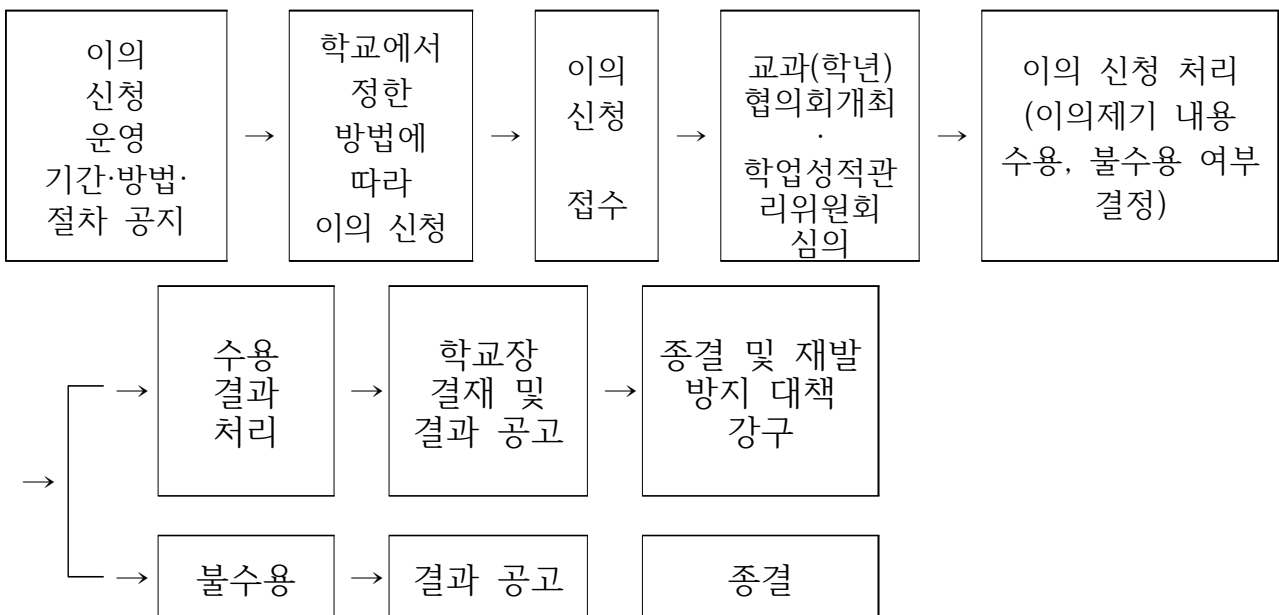 이의
신청
운영
기간·방법·
절차 공지
→
학교에서
정한
방법에
따라
이의 신청
→
이의
신청
접수
→
교과(학년)
협의회개최
·
학업성적관
리위원회
심의
→
이의 신청 처리
(이의제기 내용
수용, 불수용 여부
결정)
→
→
수용
결과
처리
→
학교장
결재 및
결과 공고
→
종결 및 재발
방지 대책
강구
→
불수용
→
결과 공고
종결